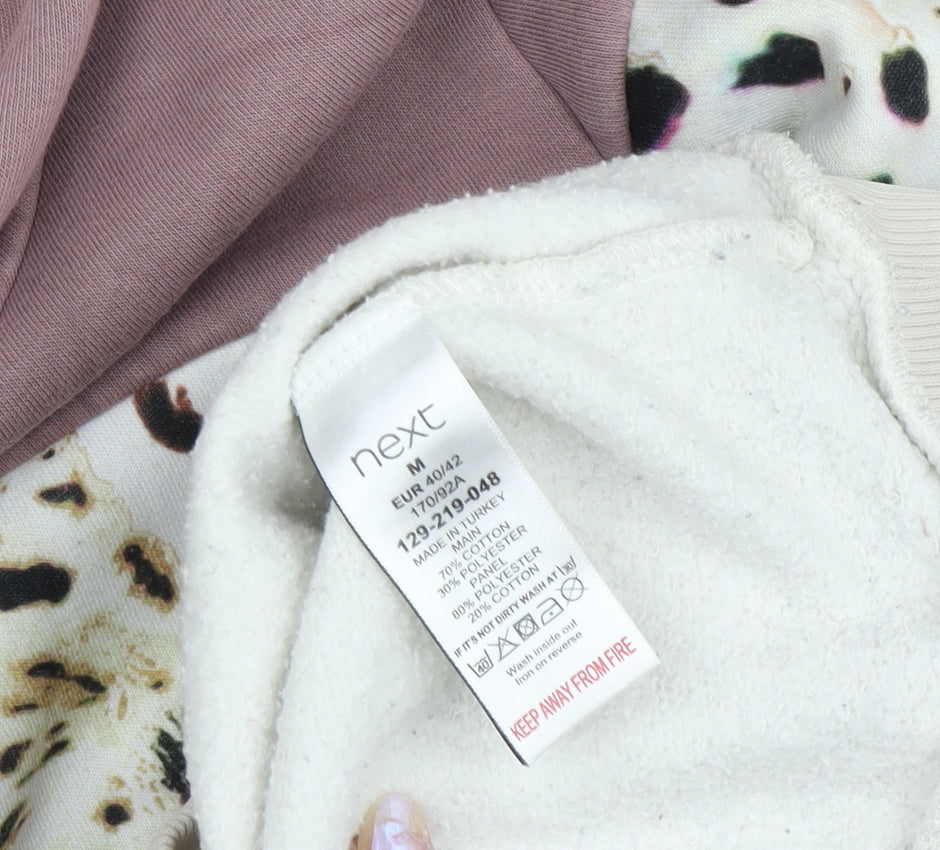 next
M
EUR 40/42
170/92A
129-219-048
MADE IN TURKEY
MAIN
70% COTTON
30% POLYESTER
PANEL
80% POLYESTER
20% COTTON
IF IT'S NOT DIRTY WASH AT 30
40
Wash inside out
Iron on reverse
KEEP AWAY FROM FIRE